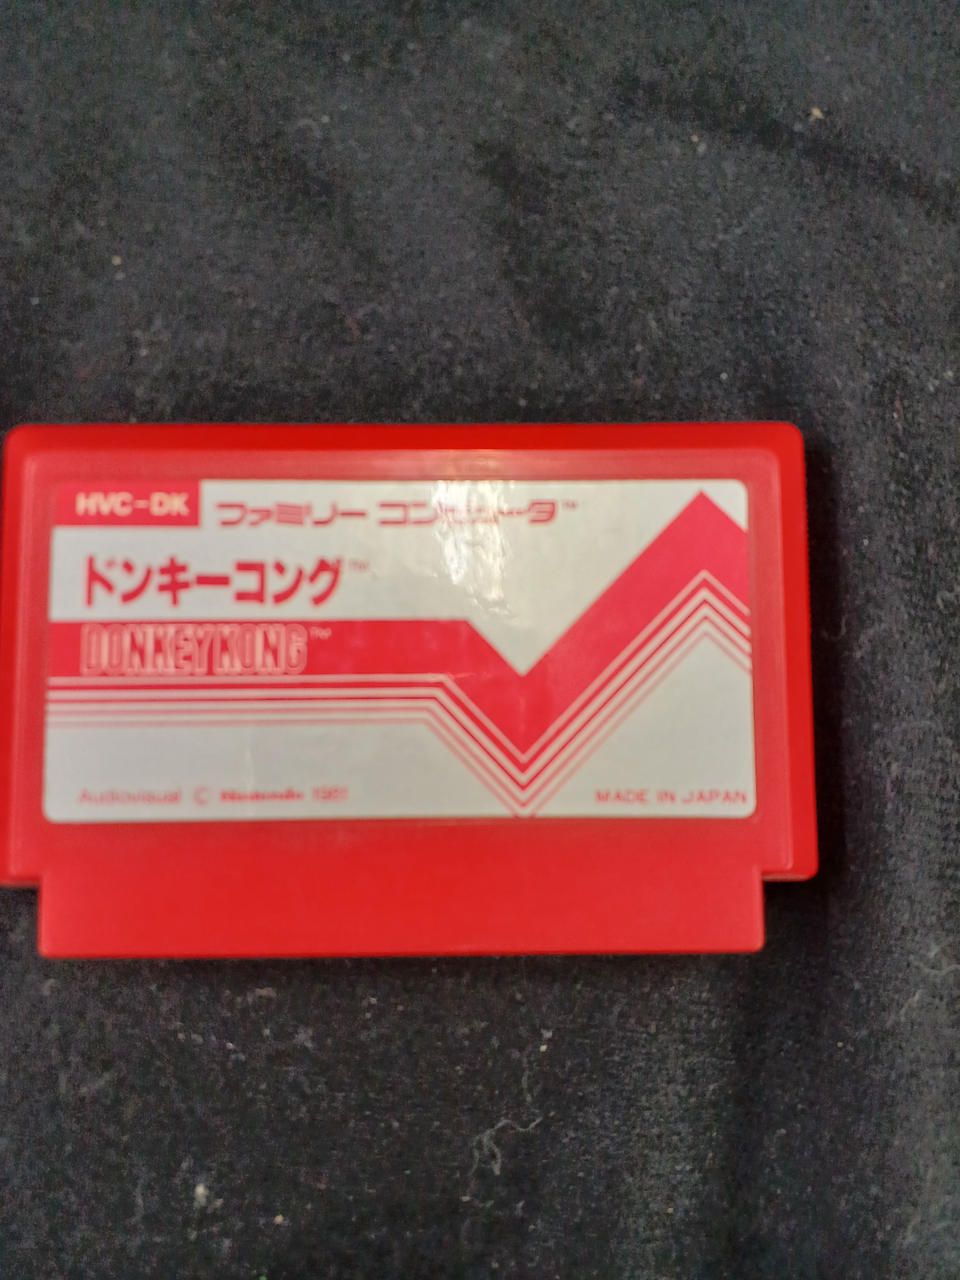 HVC-DK
ファミリー コンピュータ™
ドンキーコング™
DONKEY KONG™
Audiovisual © Nintendo 1981
MADE IN JAPAN